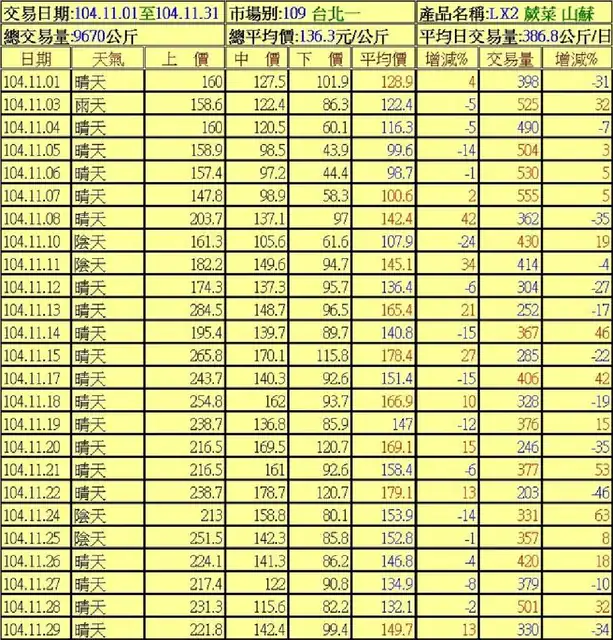 交易日期:104.11.01至104.11.31 市場別:109 台北一 產品名稱:LX2 蕨菜 山蘇
總交易量:9670公斤 總平均價:136.3元/公斤 平均日交易量:386.8公斤/日
日期 天氣 上 價 中 價 下 價 平均價 增減% 交易量 增減%
104.11.01 晴天 160 127.5 101.9 128.9 4 398 -31
104.11.03 雨天 158.6 122.4 86.3 122.4 -5 525 32
104.11.04 晴天 160 120.5 60.1 116.3 -5 490 -7
104.11.05 晴天 158.9 98.5 43.9 99.6 -14 504 3
104.11.06 晴天 157.4 97.2 44.4 98.7 -1 530 5
104.11.07 晴天 147.8 98.9 58.3 100.6 2 555 5
104.11.08 晴天 203.7 137.1 97 142.4 42 362 -35
104.11.10 陰天 161.3 105.6 61.6 107.9 -24 430 19
104.11.11 陰天 182.2 149.6 94.7 145.1 34 414 -4
104.11.12 晴天 174.3 137.3 95.7 136.4 -6 304 -27
104.11.13 晴天 284.5 148.7 96.5 165.4 21 252 -17
104.11.14 晴天 195.4 139.7 89.7 140.8 -15 367 46
104.11.15 晴天 265.8 170.1 115.8 178.4 27 285 -22
104.11.17 晴天 243.7 140.3 92.6 151.4 -15 406 42
104.11.18 晴天 254.8 162 93.7 166.9 10 328 -19
104.11.19 晴天 238.7 136.8 85.9 147 -12 376 15
104.11.20 晴天 216.5 169.5 120.7 169.1 15 246 -35
104.11.21 晴天 216.5 161 92.6 158.4 -6 377 53
104.11.22 晴天 238.7 178.7 120.7 179.1 13 203 -46
104.11.24 陰天 213 158.8 80.1 153.9 -14 331 63
104.11.25 陰天 251.5 142.3 85.8 152.8 -1 357 8
104.11.26 晴天 224.1 141.3 86.2 146.8 -4 420 18
104.11.27 晴天 217.4 122 90.8 134.9 -8 379 -10
104.11.28 晴天 231.3 115.6 82.2 132.1 -2 501 32
104.11.29 晴天 221.8 142.4 99.4 149.7 13 330 -34